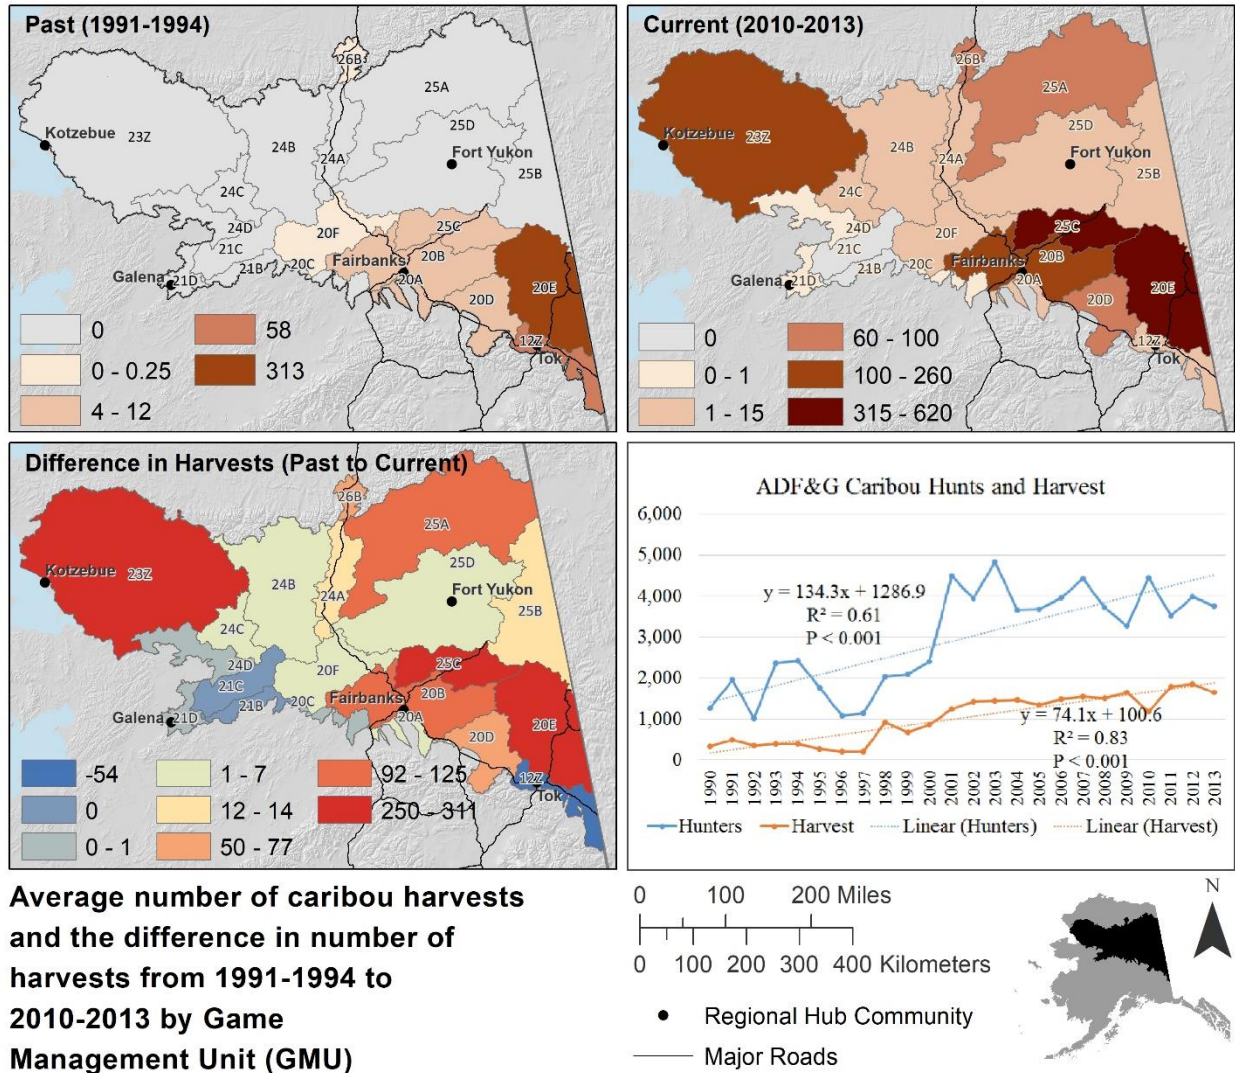 Past (1991-1994)
26B
25A
Kotzebue
23Z
24B
24A
25D
Fort Yukon
25B
24C
24D
20F
25C
21C
21B
20C
Fairbanks
20B
Galena
21D
20A
20D
20E
12Z
Tok
0
58
0 - 0.25
313
4 - 12
Current (2010-2013)
26B
25A
Kotzebue
23Z
24B
24A
25D
Fort Yukon
25B
24C
24D
20F
25C
21C
21B
20C
Fairbanks
20B
Galena
21D
20A
20D
20E
12Z
Tok
0
60 - 100
0 - 1
100 - 260
1 - 15
315 - 620
Difference in Harvests (Past to Current)
26B
25A
Kotzebue
23Z
24B
24A
25D
Fort Yukon
25B
24C
24D
20F
25C
21C
21B
20C
Fairbanks
20B
Galena
21D
20A
20D
20E
12Z
Tok
-54
1 - 7
92 - 125
0
12 - 14
250 - 311
0 - 1
50 - 77
ADF&G Caribou Hunts and Harvest
6,000
5,000
4,000
3,000
2,000
1,000
0
y = 134.3x + 1286.9
R² = 0.61
P < 0.001
y = 74.1x + 100.6
R² = 0.83
P < 0.001
1990 1991 1992 1993 1994 1995 1996 1997 1998 1999 2000 2001 2002 2003 2004 2005 2006 2007 2008 2009 2010 2011 2012 2013
Hunters Harvest Linear (Hunters) Linear (Harvest)
Average number of caribou harvests
and the difference in number of
harvests from 1991-1994 to
2010-2013 by Game
Management Unit (GMU)
0 100 200 Miles
0 100 200 300 400 Kilometers
Regional Hub Community
Major Roads
N